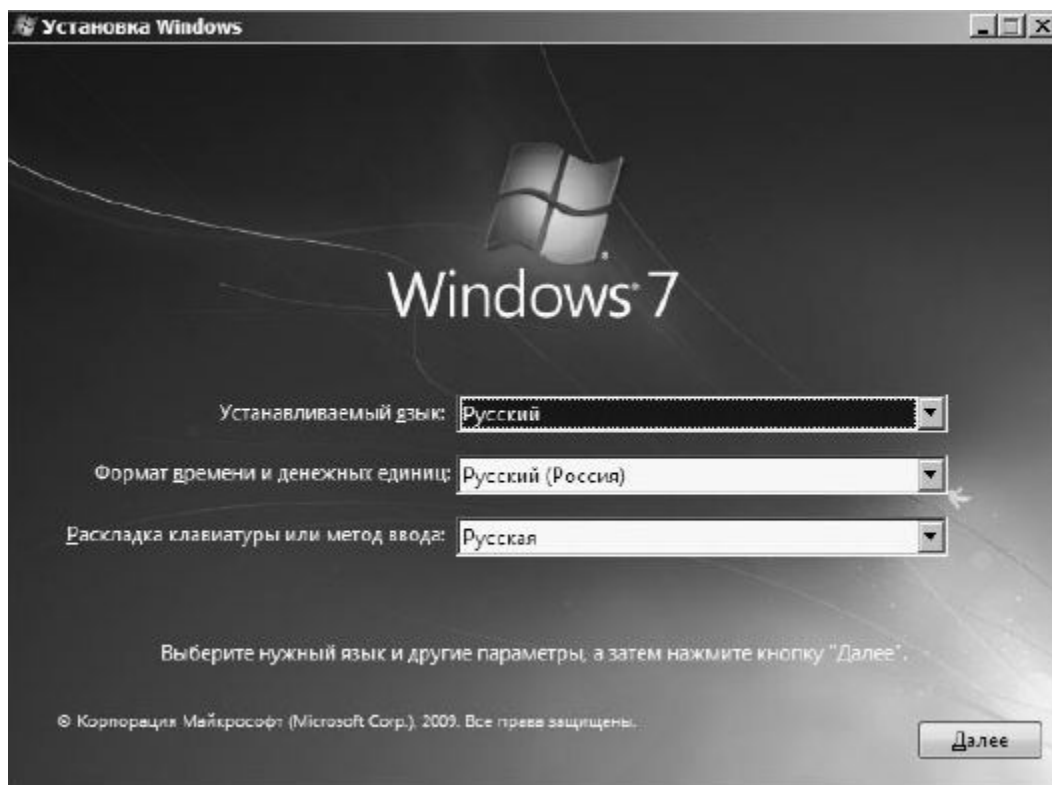 Установка Windows
Windows® 7
Устанавливаемый язык: Русский
Формат времени и денежных единиц: Русский (Россия)
Раскладка клавиатуры или метод ввода: Русская
Выберите нужный язык и другие параметры, а затем нажмите кнопку "Далее".
© Корпорация Майкрософт (Microsoft Corp.), 2009. Все права защищены.
Далее